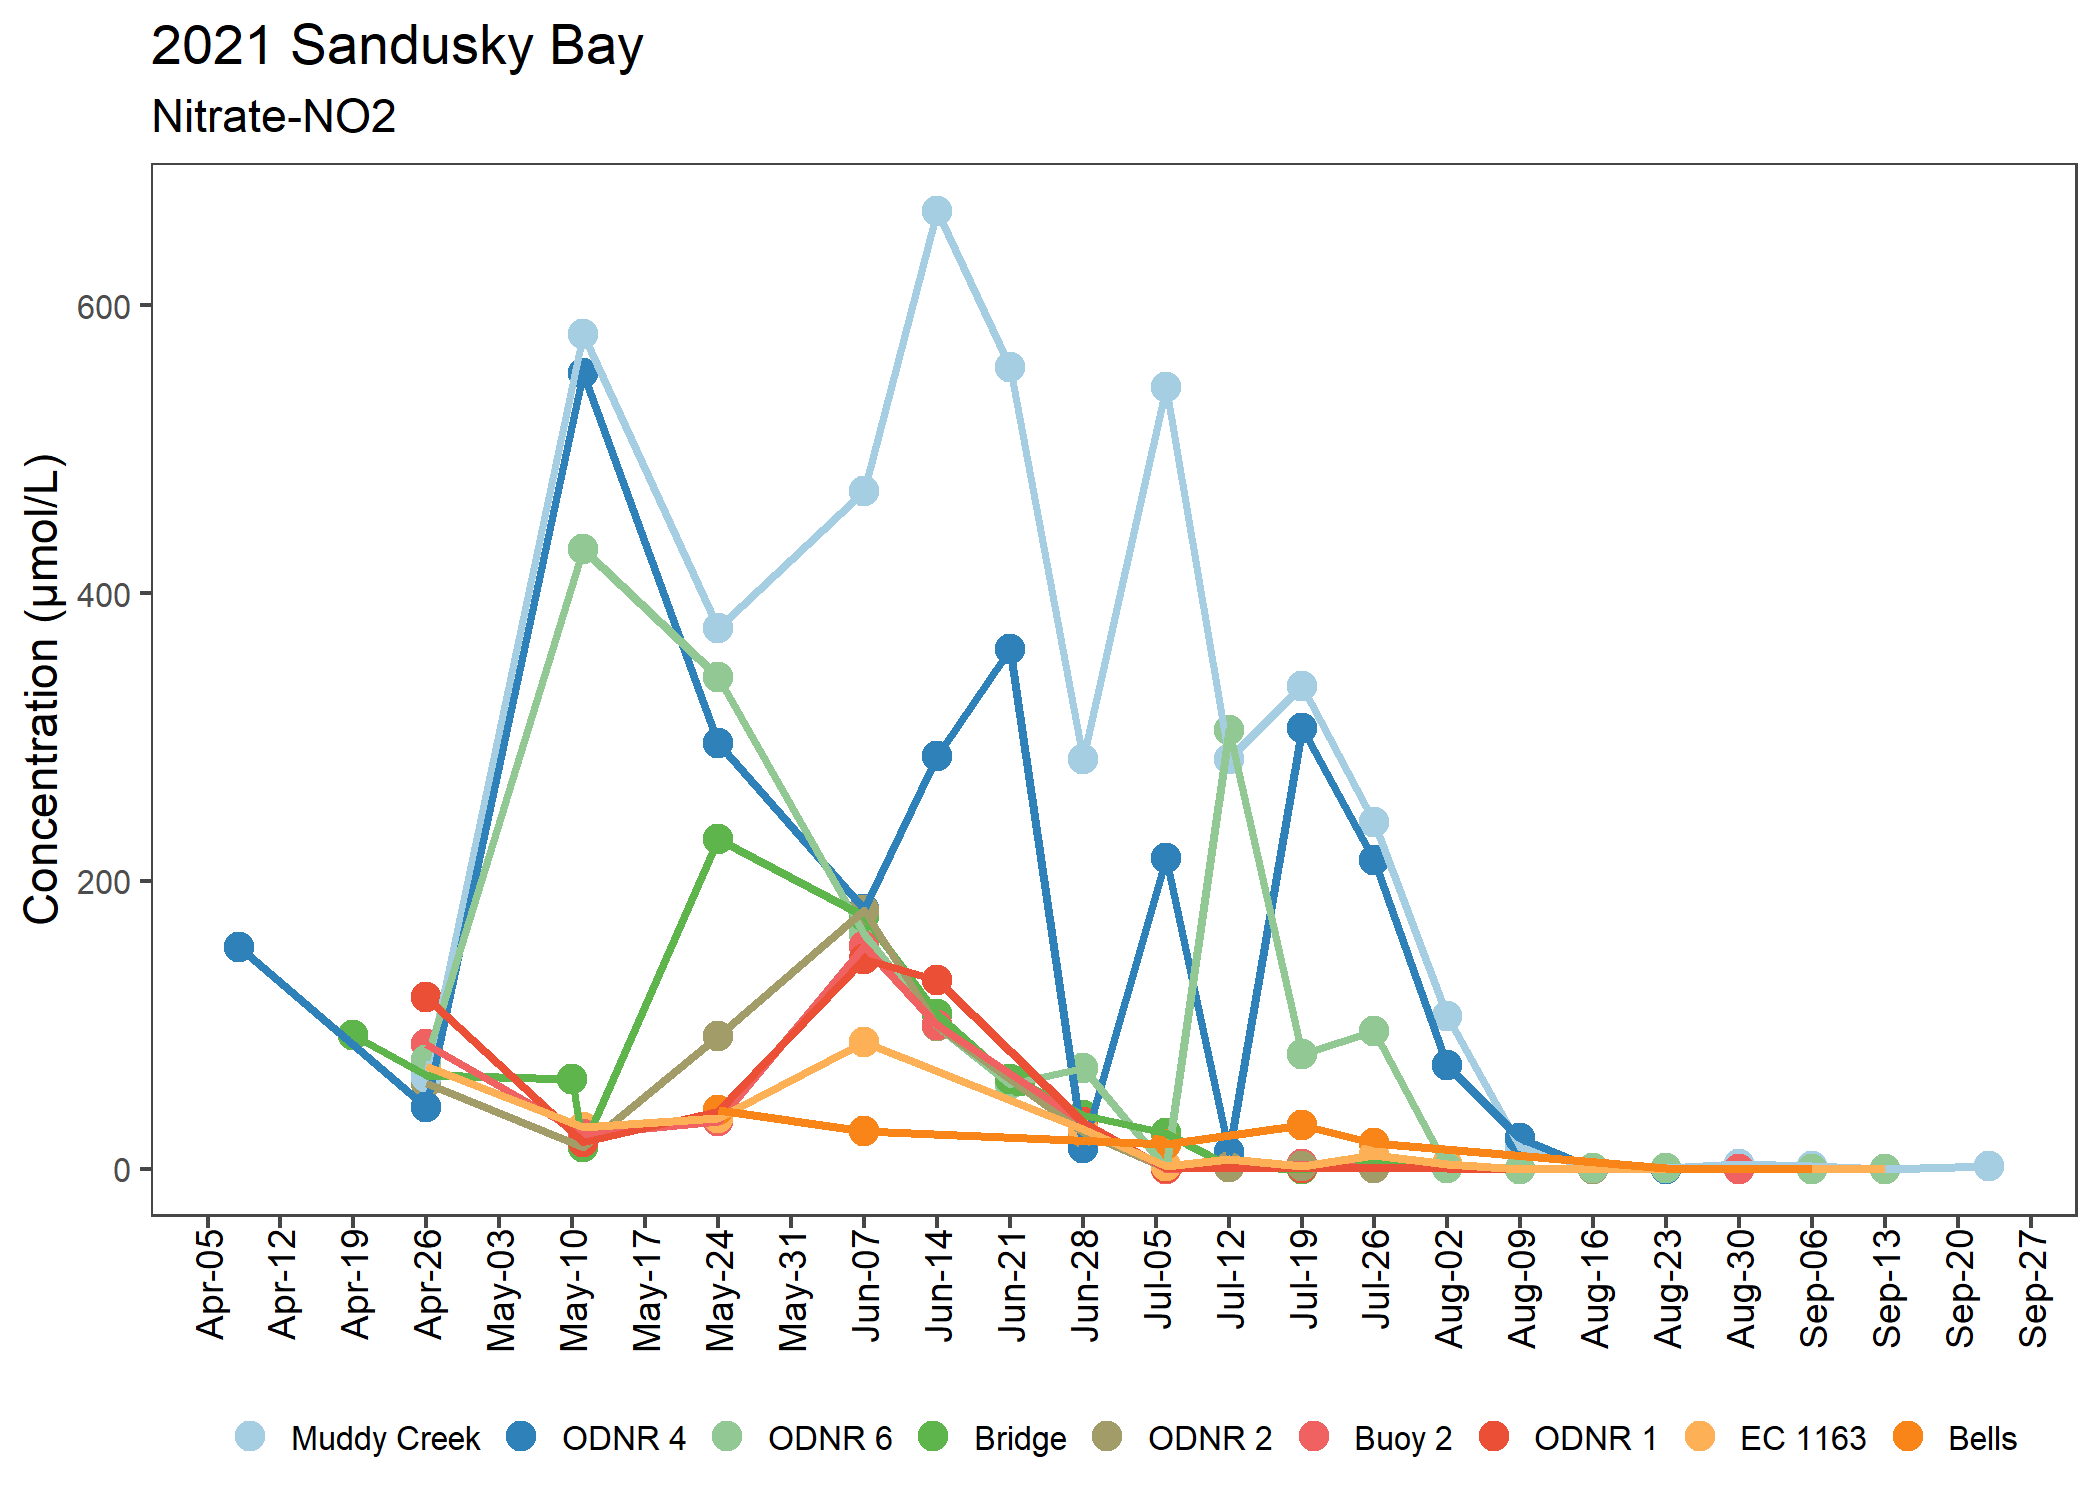 2021 Sandusky Bay
Nitrate-NO2
Concentration (μmol/L)
600
400
200
0
Apr-05
Apr-12
Apr-19
Apr-26
May-03
May-10
May-17
May-24
May-31
Jun-07
Jun-14
Jun-21
Jun-28
Jul-05
Jul-12
Jul-19
Jul-26
Aug-02
Aug-09
Aug-16
Aug-23
Aug-30
Sep-06
Sep-13
Sep-20
Sep-27
Muddy Creek ODNR 4 ODNR 6 Bridge ODNR 2 Buoy 2 ODNR 1 EC 1163 Bells